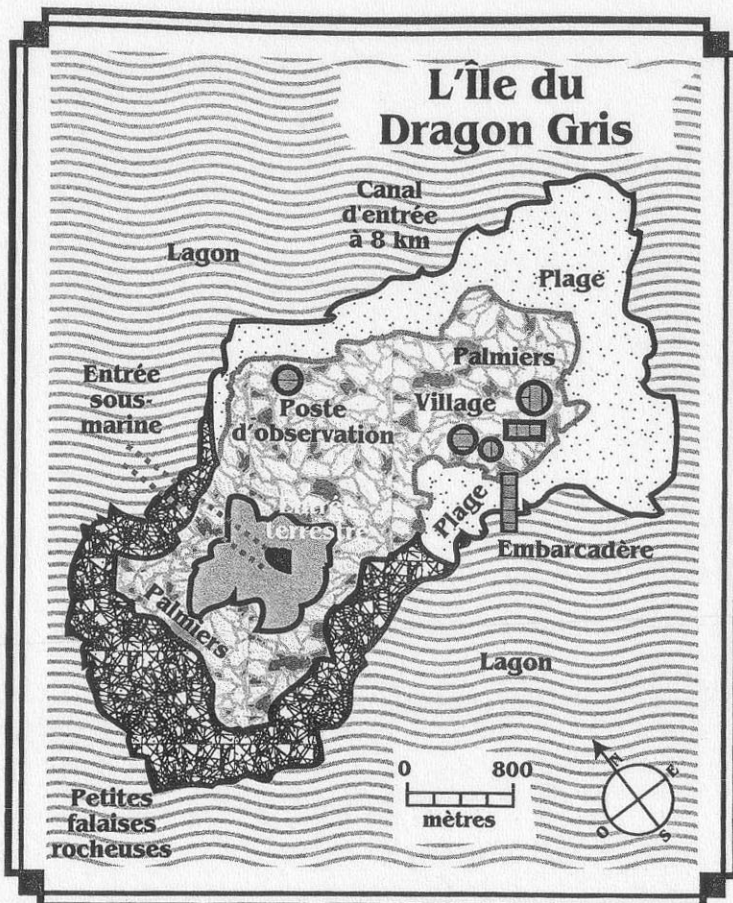 L'Île du
Dragon Gris
Canal
d'entrée
à 8 km
Lagon
Plage
Entrée
sous-
marine
Palmiers
Poste
d'observation
Village
Entrée
terrestre
Plage
Embarcadère
Palmiers
Lagon
0 800
mètres
N
E
O
S
Petites
falaises
rocheuses